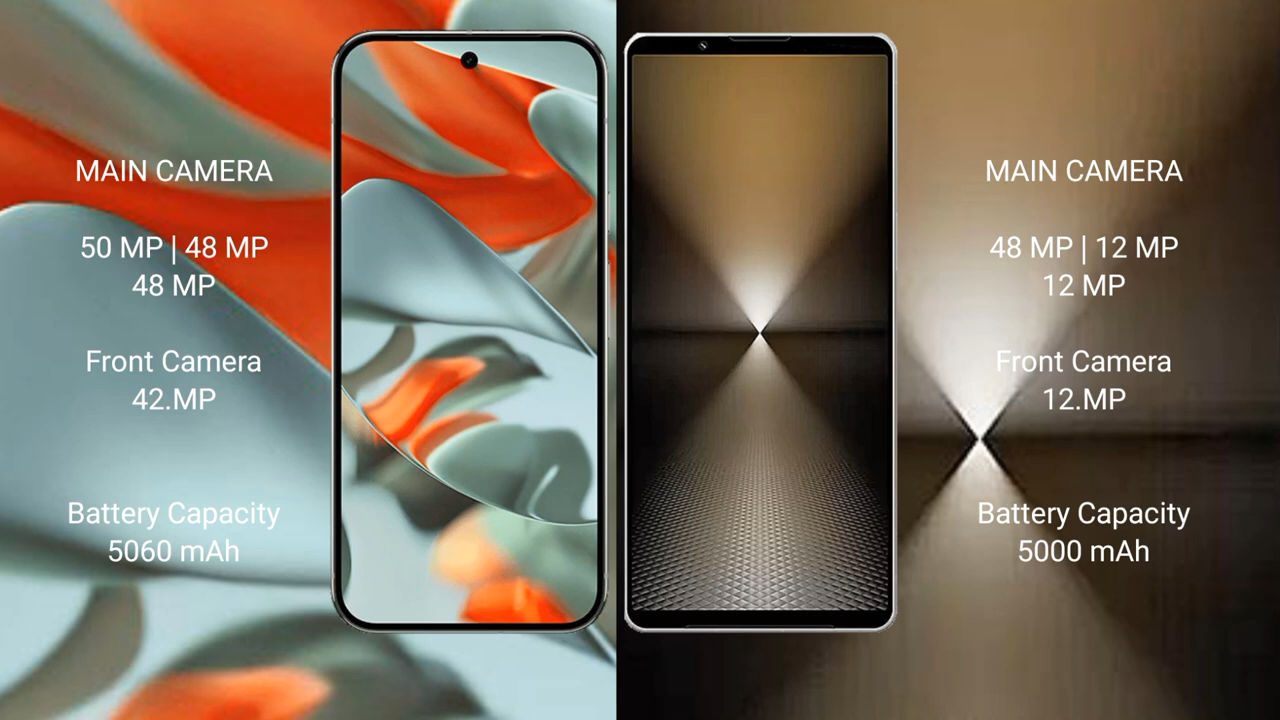 MAIN CAMERA
50 MP | 48 MP
48 MP
Front Camera
42.MP
Battery Capacity
5060 mAh
MAIN CAMERA
48 MP | 12 MP
12 MP
Front Camera
12.MP
Battery Capacity
5000 mAh